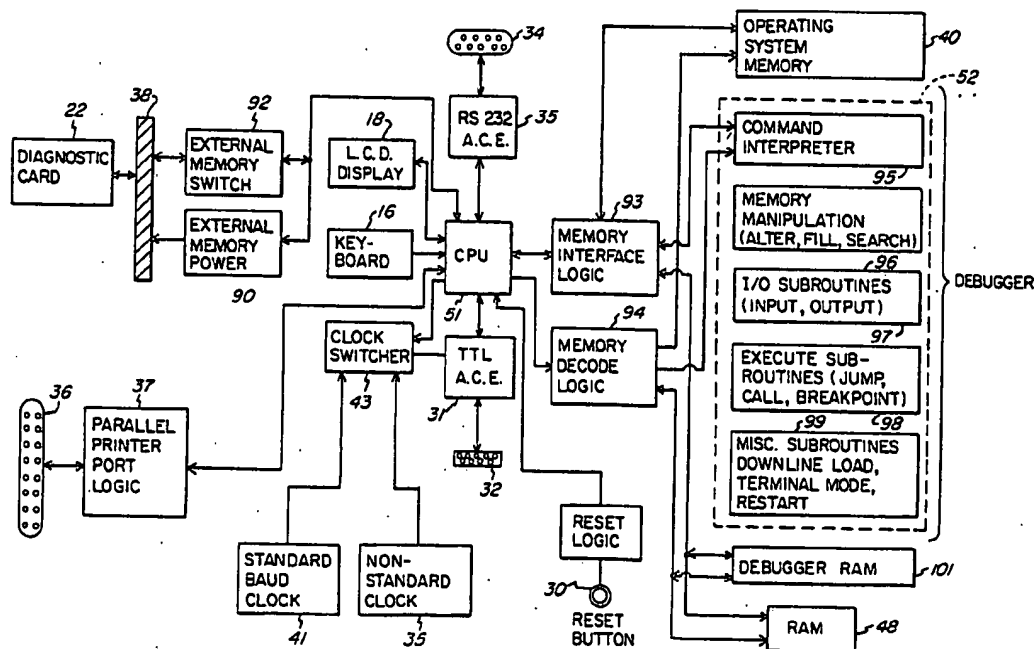 34
OPERATING
SYSTEM
MEMORY
40
52
22
38
92
18
RS 232
A.C.E.
35
DIAGNOSTIC
CARD
EXTERNAL
MEMORY
SWITCH
L.C.D.
DISPLAY
COMMAND
INTERPRETER
95
EXTERNAL
MEMORY
POWER
90
16
KEY-
BOARD
CPU
51
93
MEMORY
INTERFACE
LOGIC
MEMORY
MANIPULATION
(ALTER, FILL, SEARCH)
96
I/O SUBROUTINES
(INPUT, OUTPUT)
97
DEBUGGER
CLOCK
SWITCHER
43
TTL
A.C.E.
31
94
MEMORY
DECODE
LOGIC
EXECUTE SUB-
ROUTINES (JUMP,
CALL, BREAKPOINT)
98
36
37
PARALLEL
PRINTER
PORT
LOGIC
32
99
MISC. SUBROUTINES
DOWNLINE LOAD,
TERMINAL MODE,
RESTART
STANDARD
BAUD
CLOCK
41
NON-
STANDARD
CLOCK
35
RESET
LOGIC
30
RESET
BUTTON
DEBUGGER RAM
101
RAM
48